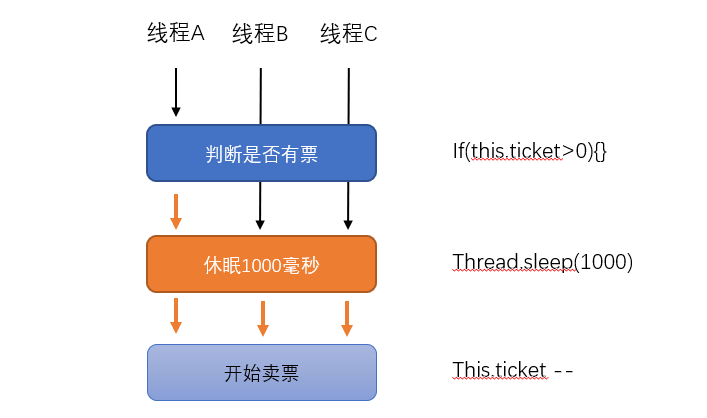 线程A 线程B 线程C
判断是否有票 If(this.ticket>0){}
休眠1000毫秒 Thread.sleep(1000)
开始卖票 This.ticket --